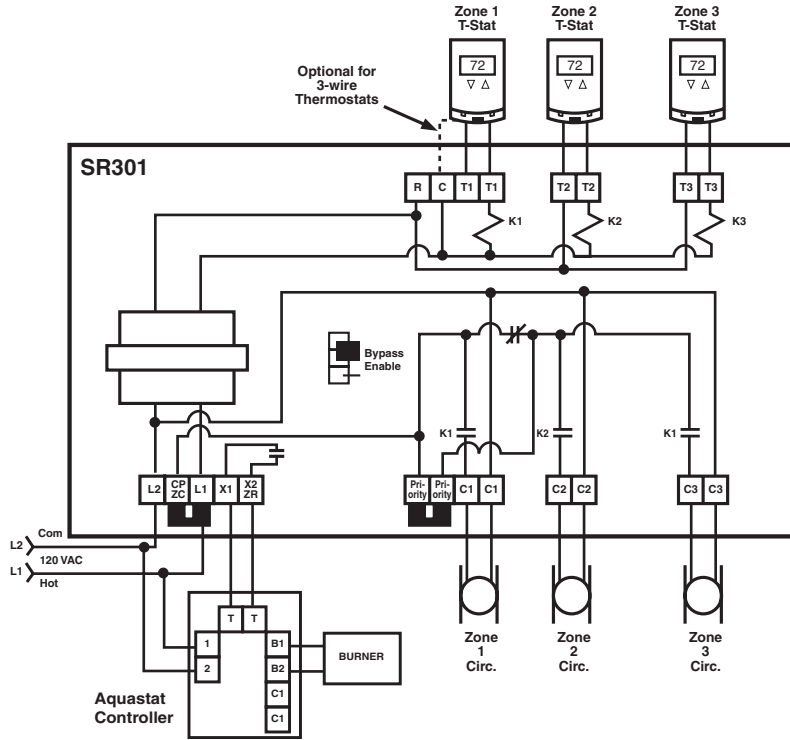 Zone 1
T-Stat
Zone 2
T-Stat
Zone 3
T-Stat
72
72
72
Optional for
3-wire
Thermostats
SR301
R C T1 T1
T2 T2
T3 T3
K1
K2
K3
Bypass
Enable
K1
K2
K1
L2 CP ZC L1 X1 X2 ZR
Pri-
ority
Pri-
ority
C1 C1
C2 C2
C3 C3
L2 Com
120 VAC
L1 Hot
T T
1
2
B1
B2
C1
C1
BURNER
Aquastat
Controller
Zone
1
Circ.
Zone
2
Circ.
Zone
3
Circ.